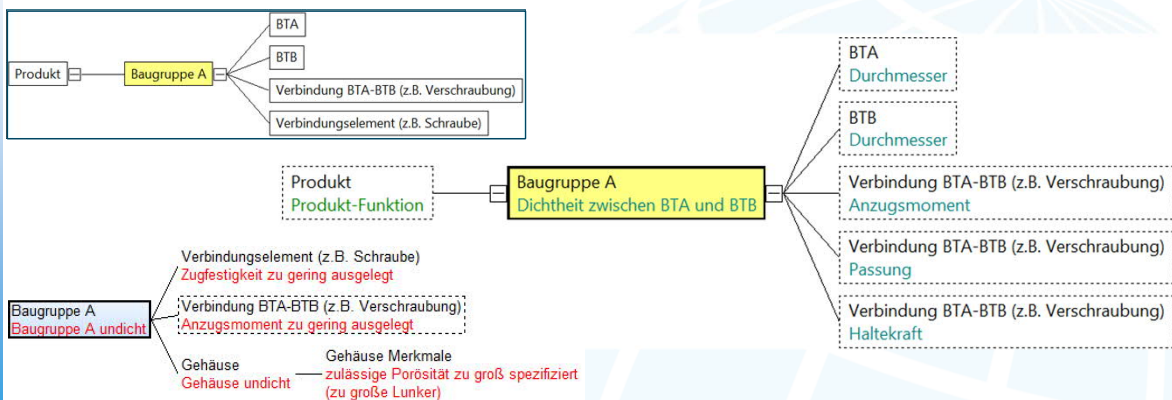 BTA
BTB
Produkt
Baugruppe A
Verbindung BTA-BTB (z.B. Verschraubung)
Verbindungselement (z.B. Schraube)
BTA
Durchmesser
BTB
Durchmesser
Produkt
Produkt-Funktion
Baugruppe A
Dichtheit zwischen BTA und BTB
Verbindung BTA-BTB (z.B. Verschraubung)
Anzugsmoment
Verbindung BTA-BTB (z.B. Verschraubung)
Passung
Verbindung BTA-BTB (z.B. Verschraubung)
Haltekraft
Verbindungselement (z.B. Schraube)
Zugfestigkeit zu gering ausgelegt
Baugruppe A
Baugruppe A undicht
Verbindung BTA-BTB (z.B. Verschraubung)
Anzugsmoment zu gering ausgelegt
Gehäuse
Gehäuse undicht
Gehäuse Merkmale
zulässige Porösität zu groß spezifiziert
(zu große Lunker)